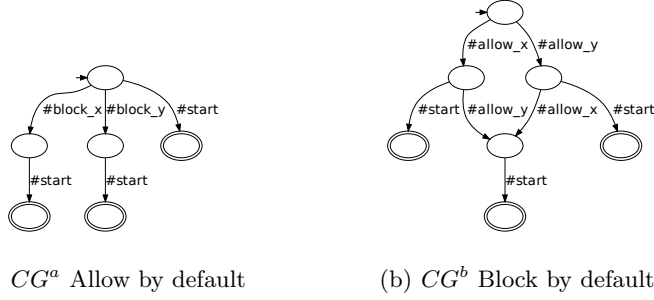 #allow_x #allow_y
#block_x #block_y #start
#start #allow_y #allow_x #start
#start #start
#start
CG^a Allow by default
(b) CG^b Block by default